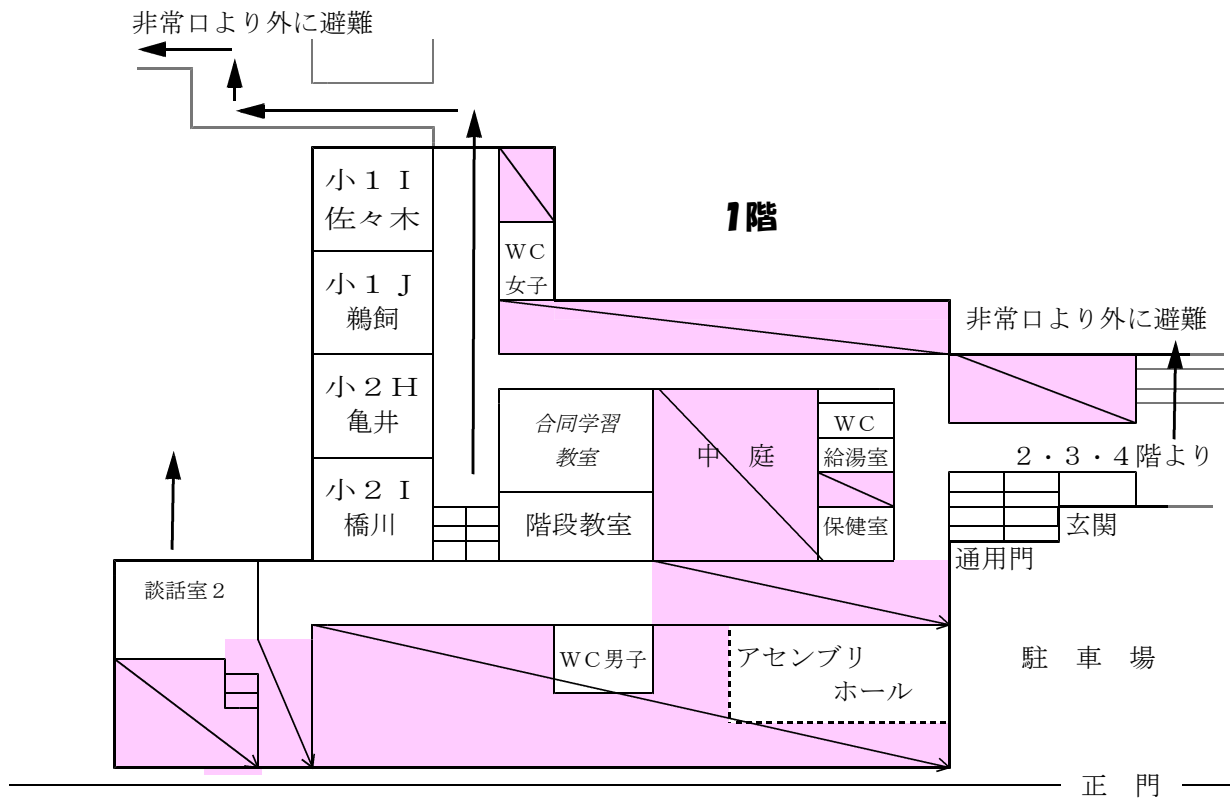 非常口より外に避難
小１Ｉ
佐々木
1階
ＷＣ
女子
小１Ｊ
鵜飼
非常口より外に避難
小２Ｈ
亀井
合同学習
教室
中　庭
ＷＣ
給湯室
２・３・４階より
小２Ｉ
橋川
階段教室
保健室
玄関
通用門
談話室２
ＷＣ男子
アセンブリ
ホール
駐　車　場
正　門